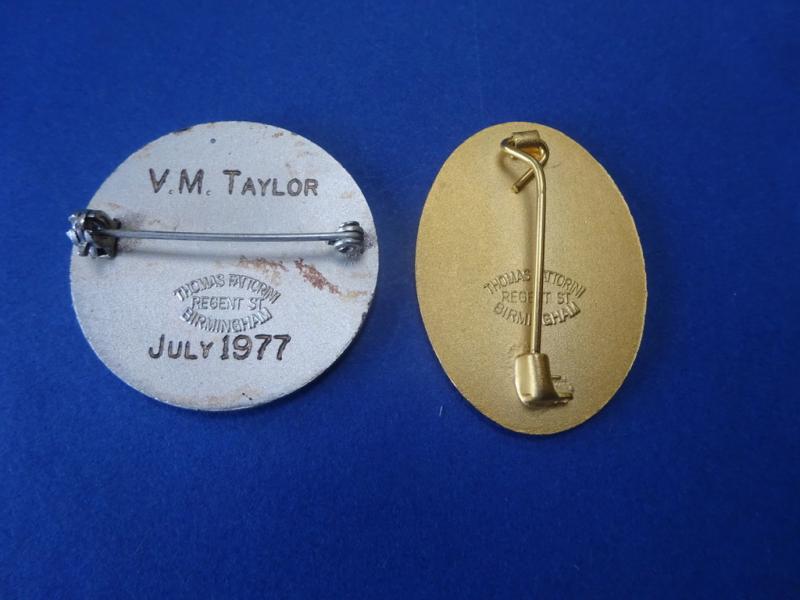 V.M. TAYLOR
THOMAS FATTORINI
REGENT ST
BIRMINGHAM
JULY 1977
THOMAS FATTORINI
REGENT ST
BIRMINGHAM